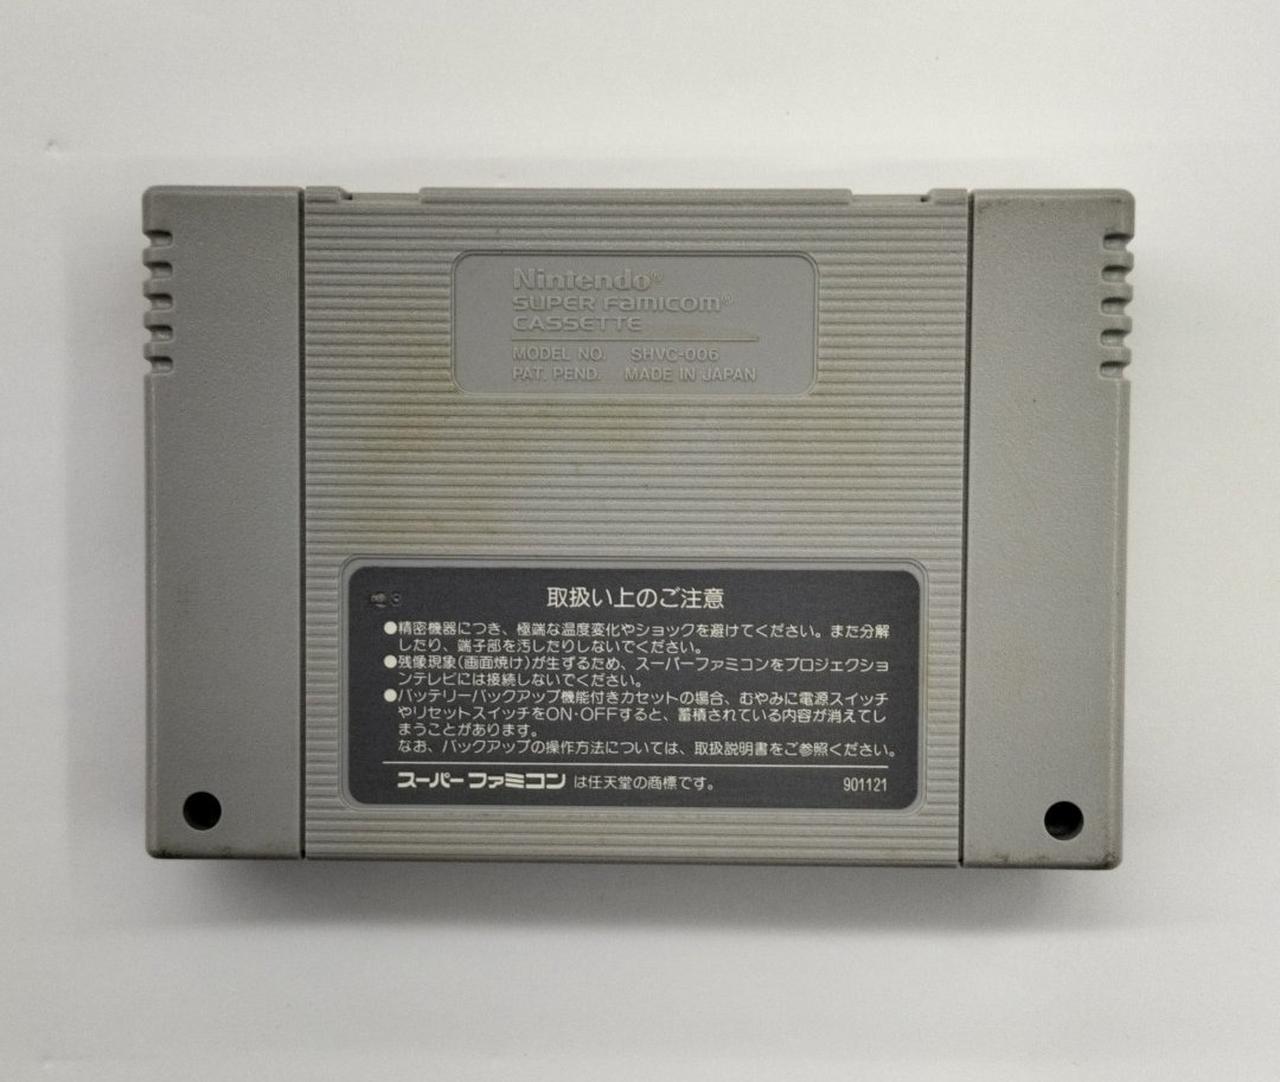 Nintendo®
SUPER Famicom®
CASSETTE
MODEL NO. SHVC-006
PAT. PEND. MADE IN JAPAN
取扱い上のご注意
●精密機器につき、極端な温度変化やショックを避けてください。また分解
したり、端子部を汚したりしないでください。
●残像現象(画面焼け)が生ずるため、スーパーファミコンをプロジェクショ
ンテレビには接続しないでください。
●バッテリーバックアップ機能付きカセットの場合、むやみに電源スイッチ
やリセットスイッチをON・OFFすると、蓄積されている内容が消えてし
まうことがあります。
なお、バックアップの操作方法については、取扱説明書をご参照ください。
スーパーファミコン は任天堂の商標です。 901121